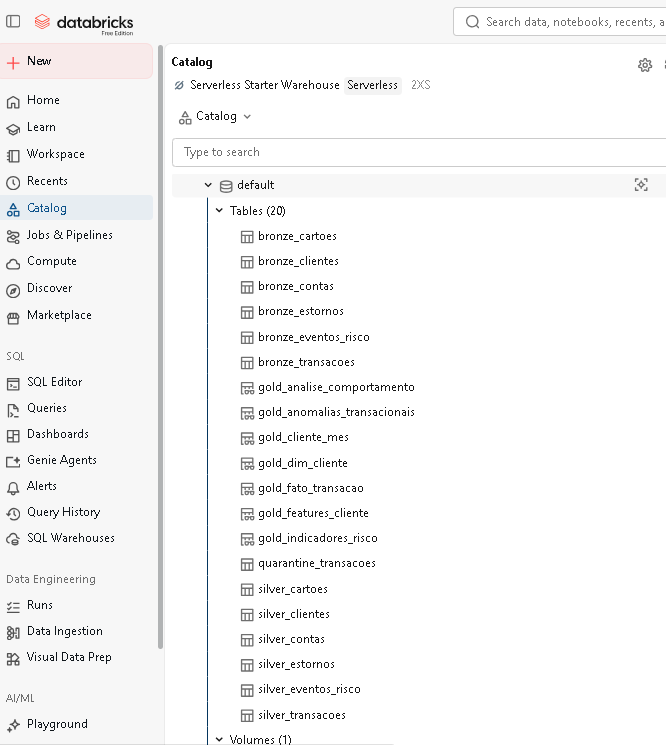 databricks
Free Edition
Search data, notebooks, recents, a
New
Home
Learn
Workspace
Recents
Catalog
Jobs & Pipelines
Compute
Discover
Marketplace
SQL
SQL Editor
Queries
Dashboards
Genie Agents
Alerts
Query History
SQL Warehouses
Data Engineering
Runs
Data Ingestion
Visual Data Prep
AI/ML
Playground
Catalog
Serverless Starter Warehouse Serverless 2XS
Catalog
Type to search
default
Tables (20)
bronze_cartoes
bronze_clientes
bronze_contas
bronze_estornos
bronze_eventos_risco
bronze_transacoes
gold_analise_comportamento
gold_anomalias_transacionais
gold_cliente_mes
gold_dim_cliente
gold_fato_transacao
gold_features_cliente
gold_indicadores_risco
quarantine_transacoes
silver_cartoes
silver_clientes
silver_contas
silver_estornos
silver_eventos_risco
silver_transacoes
Volumes (1)